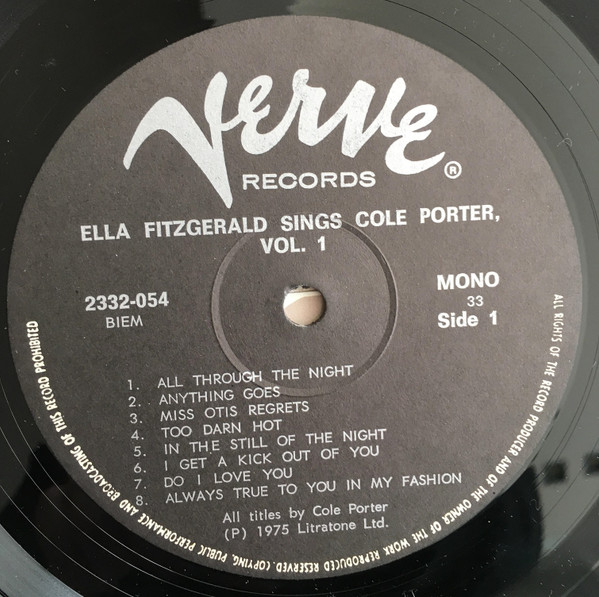 Verve
RECORDS ®
ELLA FITZGERALD SINGS COLE PORTER,
VOL. 1
2332-054
BIEM
MONO
33
Side 1
1. ALL THROUGH THE NIGHT
2. ANYTHING GOES
3. MISS OTIS REGRETS
4. TOO DARN HOT
5. IN THE STILL OF THE NIGHT
6. I GET A KICK OUT OF YOU
7. DO I LOVE YOU
8. ALWAYS TRUE TO YOU IN MY FASHION
All titles by Cole Porter
(P) 1975 Litratone Ltd.
ALL RIGHTS OF THE RECORD PRODUCER AND OF THE OWNER OF THE WORK REPRODUCED RESERVED. COPYING, PUBLIC PERFORMANCE AND BROADCASTING OF THIS RECORD PROHIBITED